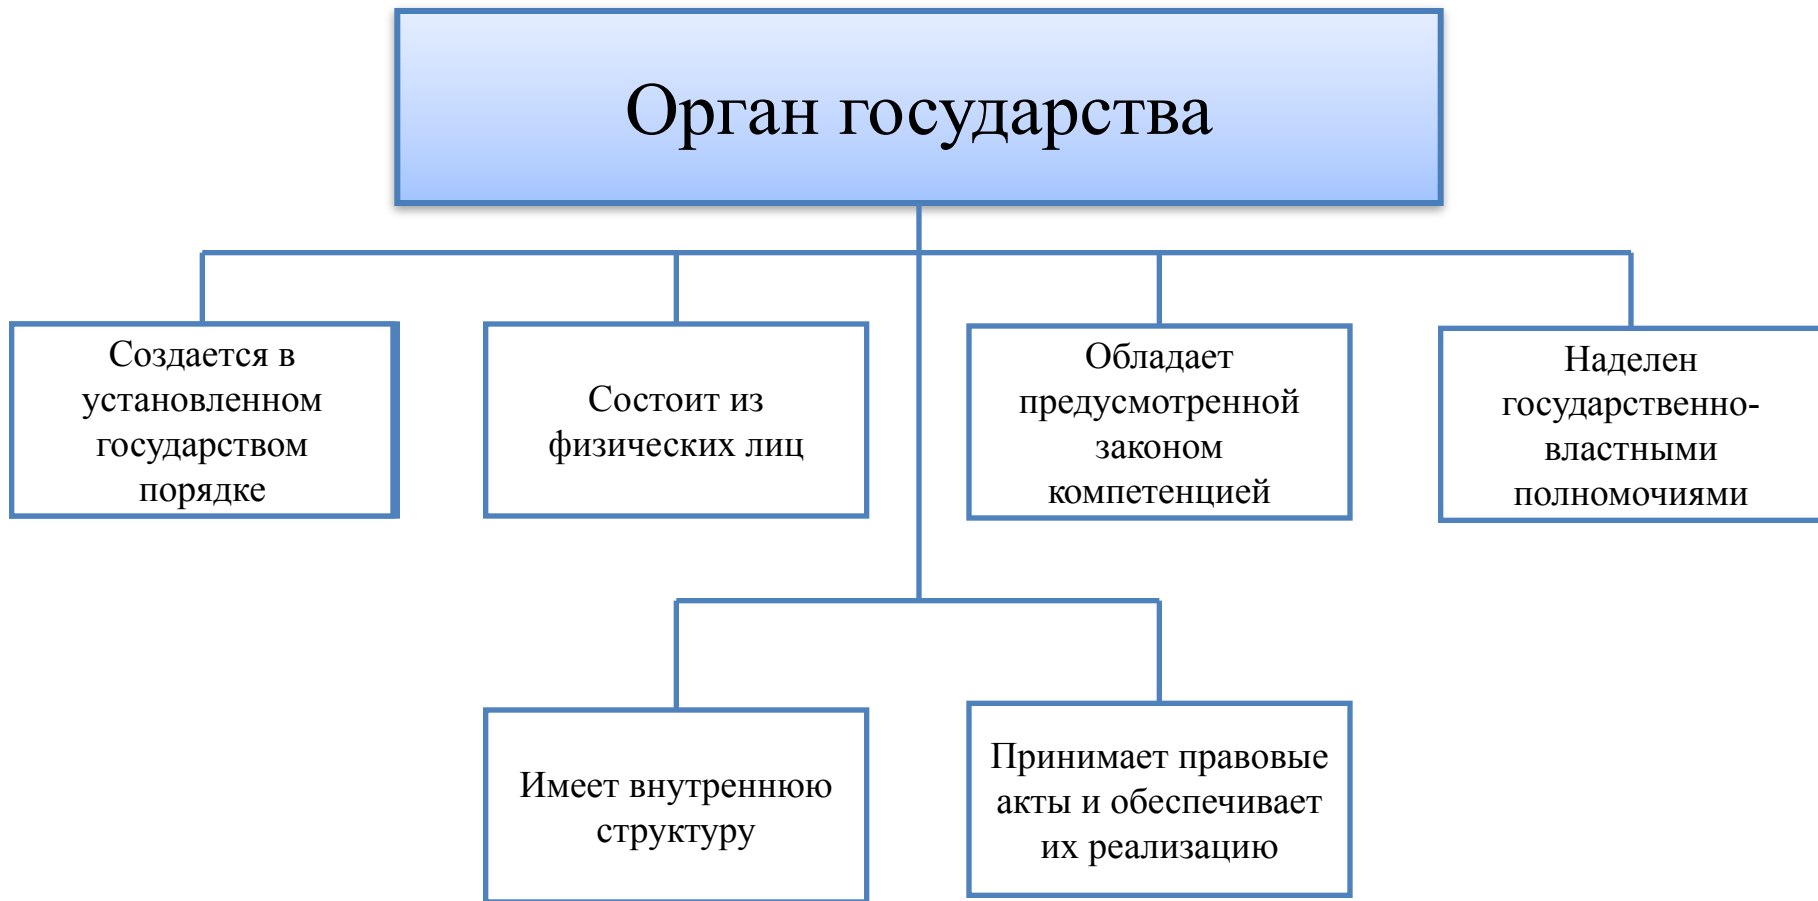 Орган государства
Создается в
установленном
государством
порядке
Состоит из
физических лиц
Обладает
предусмотренной
законом
компетенцией
Наделен
государственно-
властными
полномочиями
Имеет внутреннюю
структуру
Принимает правовые
акты и обеспечивает
их реализацию